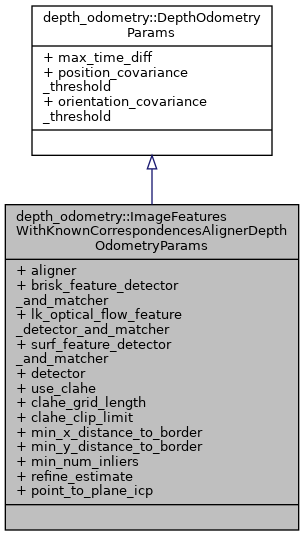 depth_odometry::DepthOdometry
Params
+ max_time_diff
+ position_covariance
_threshold
+ orientation_covariance
_threshold
depth_odometry::ImageFeatures
WithKnownCorrespondencesAlignerDepth
OdometryParams
+ aligner
+ brisk_feature_detector
_and_matcher
+ lk_optical_flow_feature
_detector_and_matcher
+ surf_feature_detector
_and_matcher
+ detector
+ use_clahe
+ clahe_grid_length
+ clahe_clip_limit
+ min_x_distance_to_border
+ min_y_distance_to_border
+ min_num_inliers
+ refine_estimate
+ point_to_plane_icp